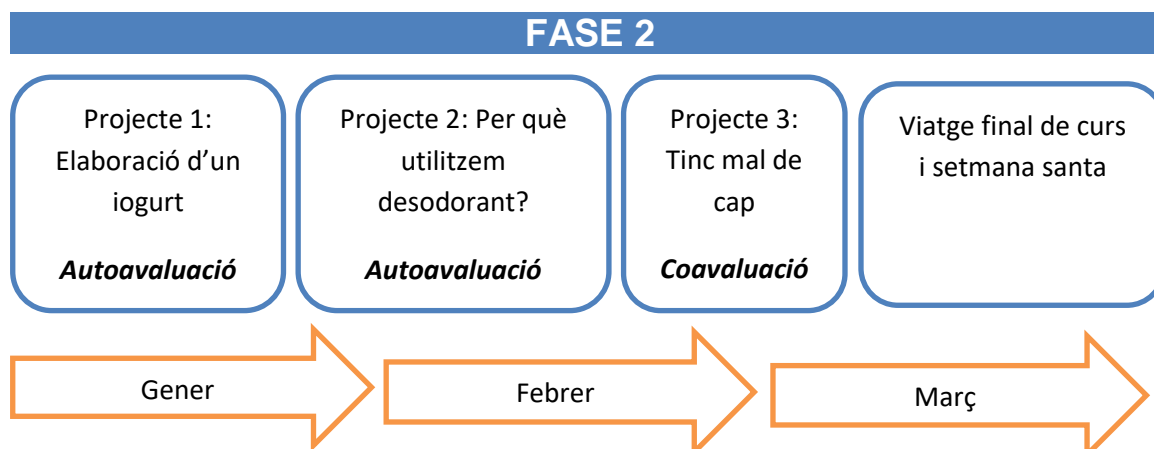 FASE 2
Projecte 1:
Elaboració d’un
iogurt
Autoavaluació
Projecte 2: Per què
utilitzem
desodorant?
Autoavaluació
Projecte 3:
Tinc mal de
cap
Coavaluació
Viatge final de curs
i setmana santa
Gener
Febrer
Març